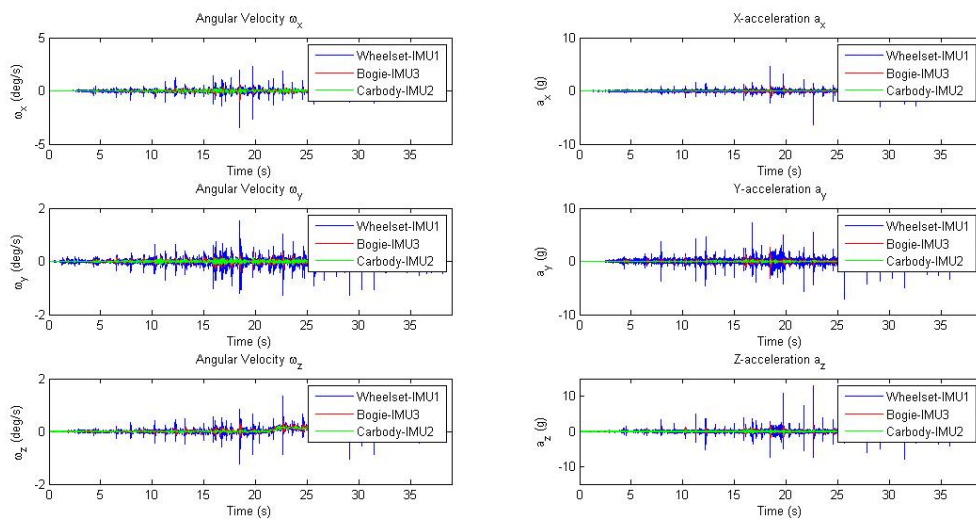 Angular Velocity ωx
ωx (deg/s)
5
0
-5
Wheelset-IMU1
Bogie-IMU3
Carbody-IMU2
0 5 10 15 20 25 30 35
Time (s)
X-acceleration ax
ax (g)
10
0
-10
Wheelset-IMU1
Bogie-IMU3
Carbody-IMU2
0 5 10 15 20 25 30 35
Time (s)
Angular Velocity ωy
ωy (deg/s)
2
0
-2
Wheelset-IMU1
Bogie-IMU3
Carbody-IMU2
0 5 10 15 20 25 30 35
Time (s)
Y-acceleration ay
ay (g)
10
0
-10
Wheelset-IMU1
Bogie-IMU3
Carbody-IMU2
0 5 10 15 20 25 30 35
Time (s)
Angular Velocity ωz
ωz (deg/s)
2
0
-2
Wheelset-IMU1
Bogie-IMU3
Carbody-IMU2
0 5 10 15 20 25 30 35
Time (s)
Z-acceleration az
az (g)
10
0
-10
Wheelset-IMU1
Bogie-IMU3
Carbody-IMU2
0 5 10 15 20 25 30 35
Time (s)